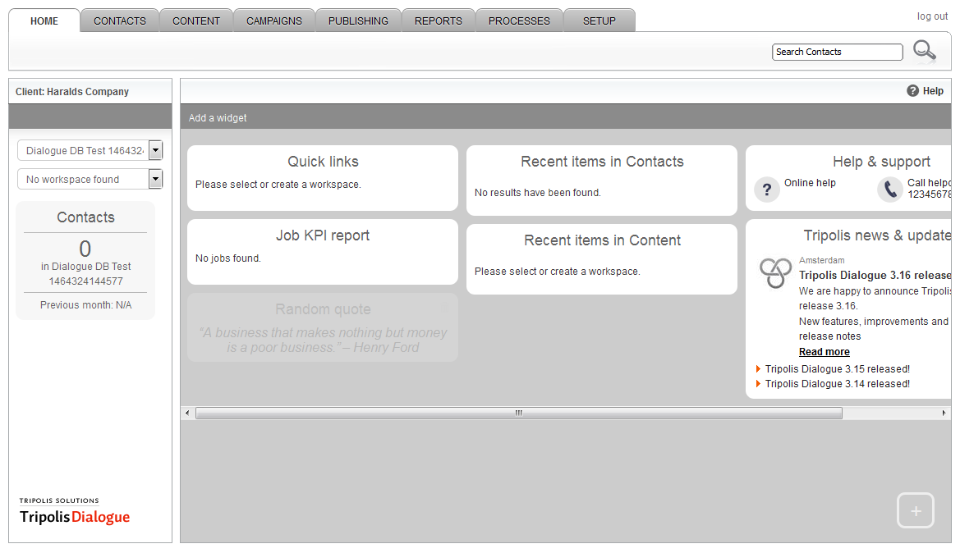 HOME
CONTACTS
CONTENT
CAMPAIGNS
PUBLISHING
REPORTS
PROCESSES
SETUP
log out
Search Contacts
Client: Haralds Company
Help
Add a widget
Dialogue DB Test 146432
No workspace found
Contacts
0
in Dialogue DB Test
1464324144577
Previous month: N/A
Quick links
Please select or create a workspace.
Job KPI report
No jobs found.
Random quote
“A business that makes nothing but money
is a poor business.” – Henry Ford
Recent items in Contacts
No results have been found.
Recent items in Content
Please select or create a workspace.
Help & support
?
Online help
Call helpd
12345678
Tripolis news & update
Amsterdam
Tripolis Dialogue 3.16 release
We are happy to announce Tripolis
release 3.16.
New features, improvements and
release notes
Read more
Tripolis Dialogue 3.15 released!
Tripolis Dialogue 3.14 released!
TRIPOLIS SOLUTIONS
TripolisDialogue
+